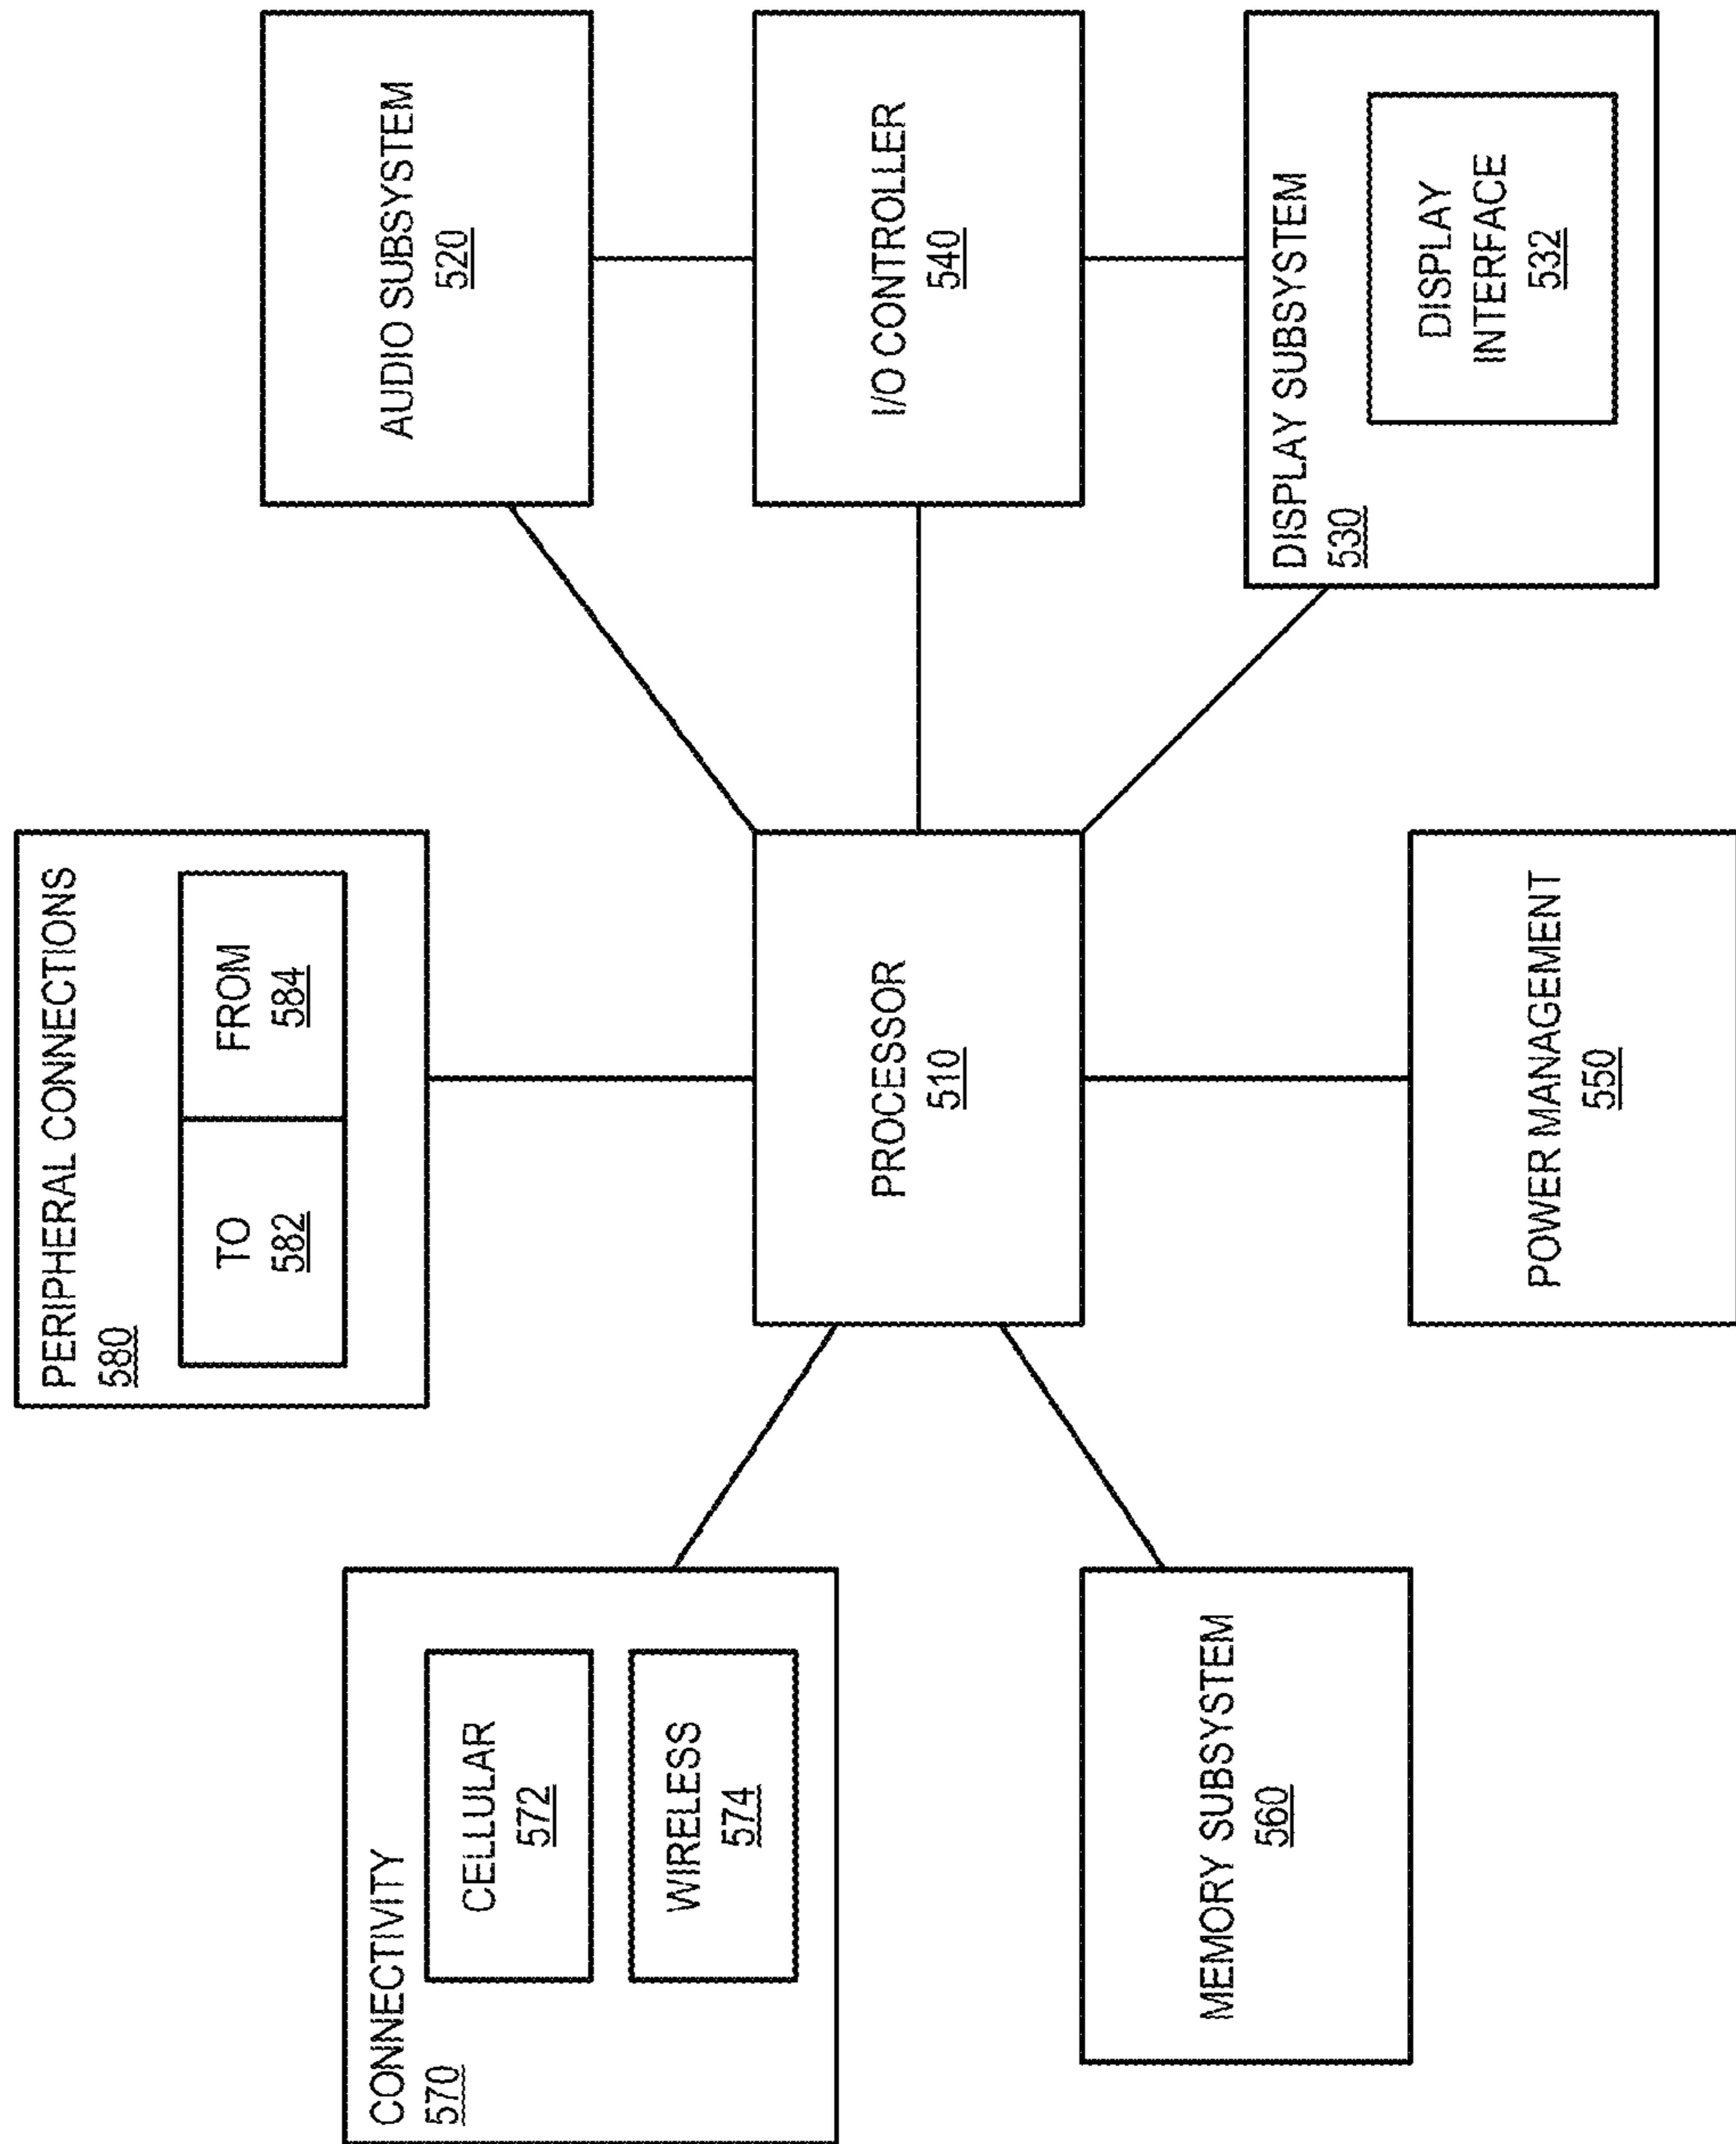 PERIPHERAL CONNECTIONS
580
TO
582
FROM
584
CONNECTIVITY
570
CELLULAR
572
WIRELESS
574
AUDIO SUBSYSTEM
520
PROCESSOR
510
I/O CONTROLLER
540
MEMORY SUBSYSTEM
560
POWER MANAGEMENT
550
DISPLAY SUBSYSTEM
530
DISPLAY
INTERFACE
532